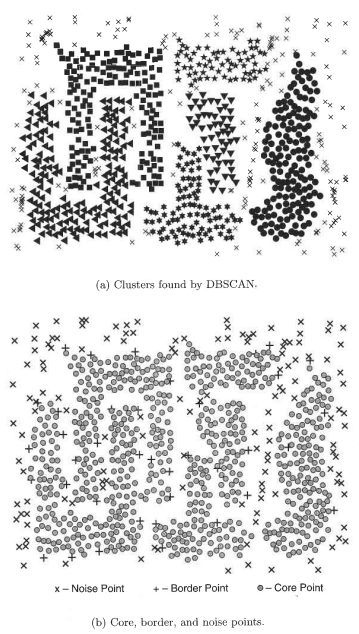 (a) Clusters found by DBSCAN.
x – Noise Point + – Border Point – Core Point
(b) Core, border, and noise points.